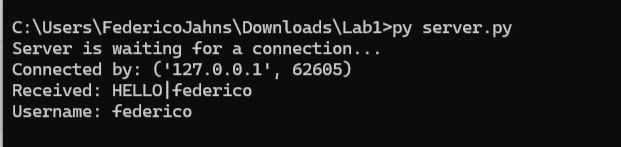 C:\Users\FedericoJahns\Downloads\Lab1>py server.py
Server is waiting for a connection...
Connected by: ('127.0.0.1', 62605)
Received: HELLO|federico
Username: federico